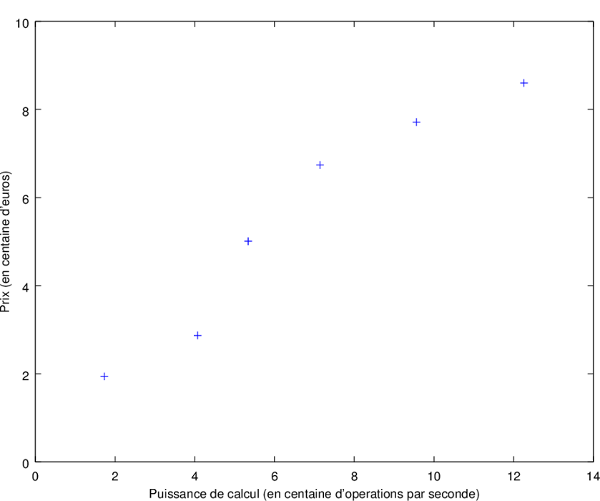 10
8
6
4
2
0
Prix (en centaine d'euros)
0 2 4 6 8 10 12 14
Puissance de calcul (en centaine d'operations par seconde)